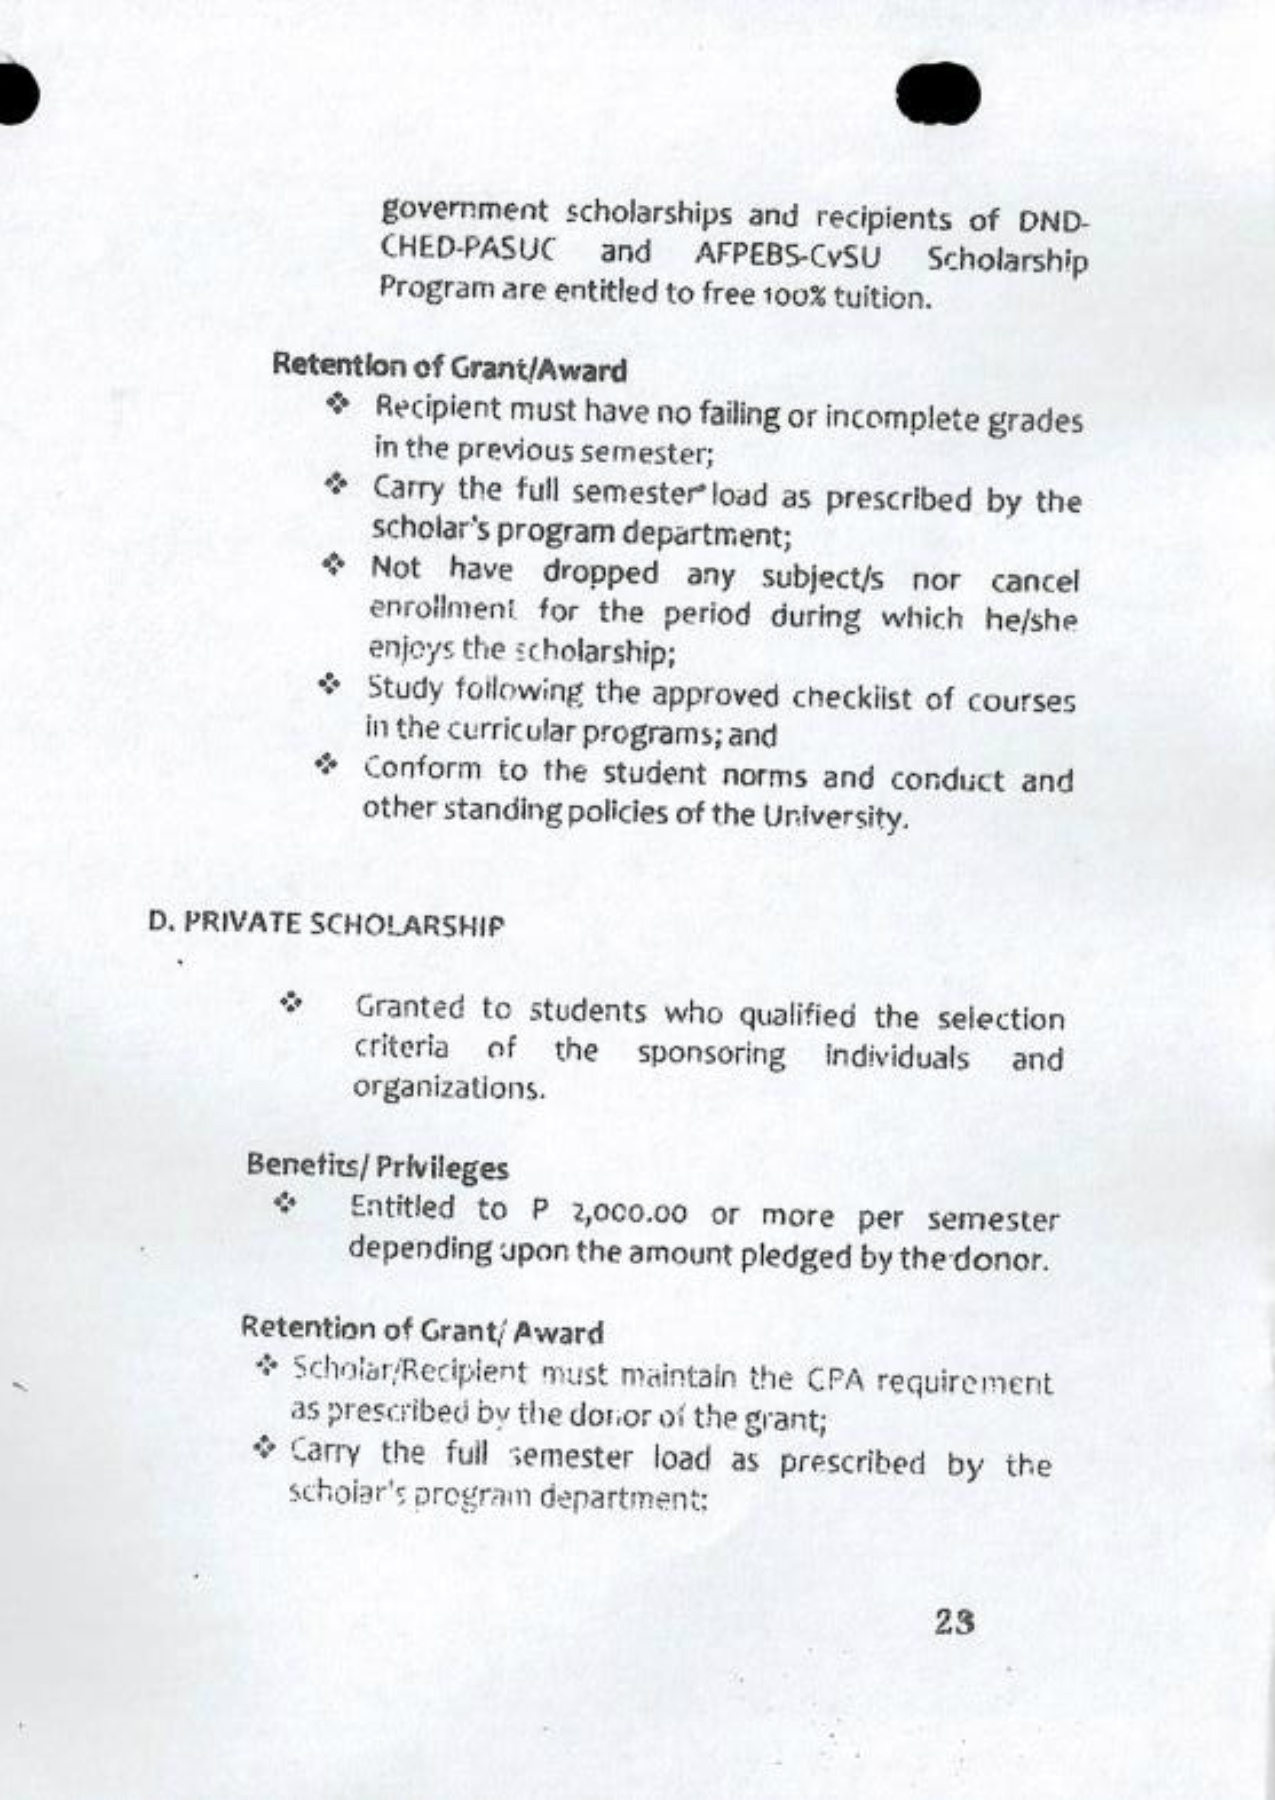 government scholarships and recipients of DND-
CHED-PASUC and AFPEBS-CvSU Scholarship
Program are entitled to free 100% tuition.
Retention of Grant/Award
❖ Recipient must have no failing or incomplete grades
in the previous semester;
❖ Carry the full semester load as prescribed by the
scholar's program department;
❖ Not have dropped any subject/s nor cancel
enrollment for the period during which he/she
enjoys the scholarship;
❖ Study following the approved checklist of courses
in the curricular programs; and
❖ Conform to the student norms and conduct and
other standing policies of the University.
D. PRIVATE SCHOLARSHIP
❖ Granted to students who qualified the selection
criteria of the sponsoring individuals and
organizations.
Benefits/ Privileges
❖ Entitled to P 2,000.00 or more per semester
depending upon the amount pledged by the donor.
Retention of Grant/ Award
❖ Scholar/Recipient must maintain the GPA requirement
as prescribed by the donor of the grant;
❖ Carry the full semester load as prescribed by the
scholar's program department;
23